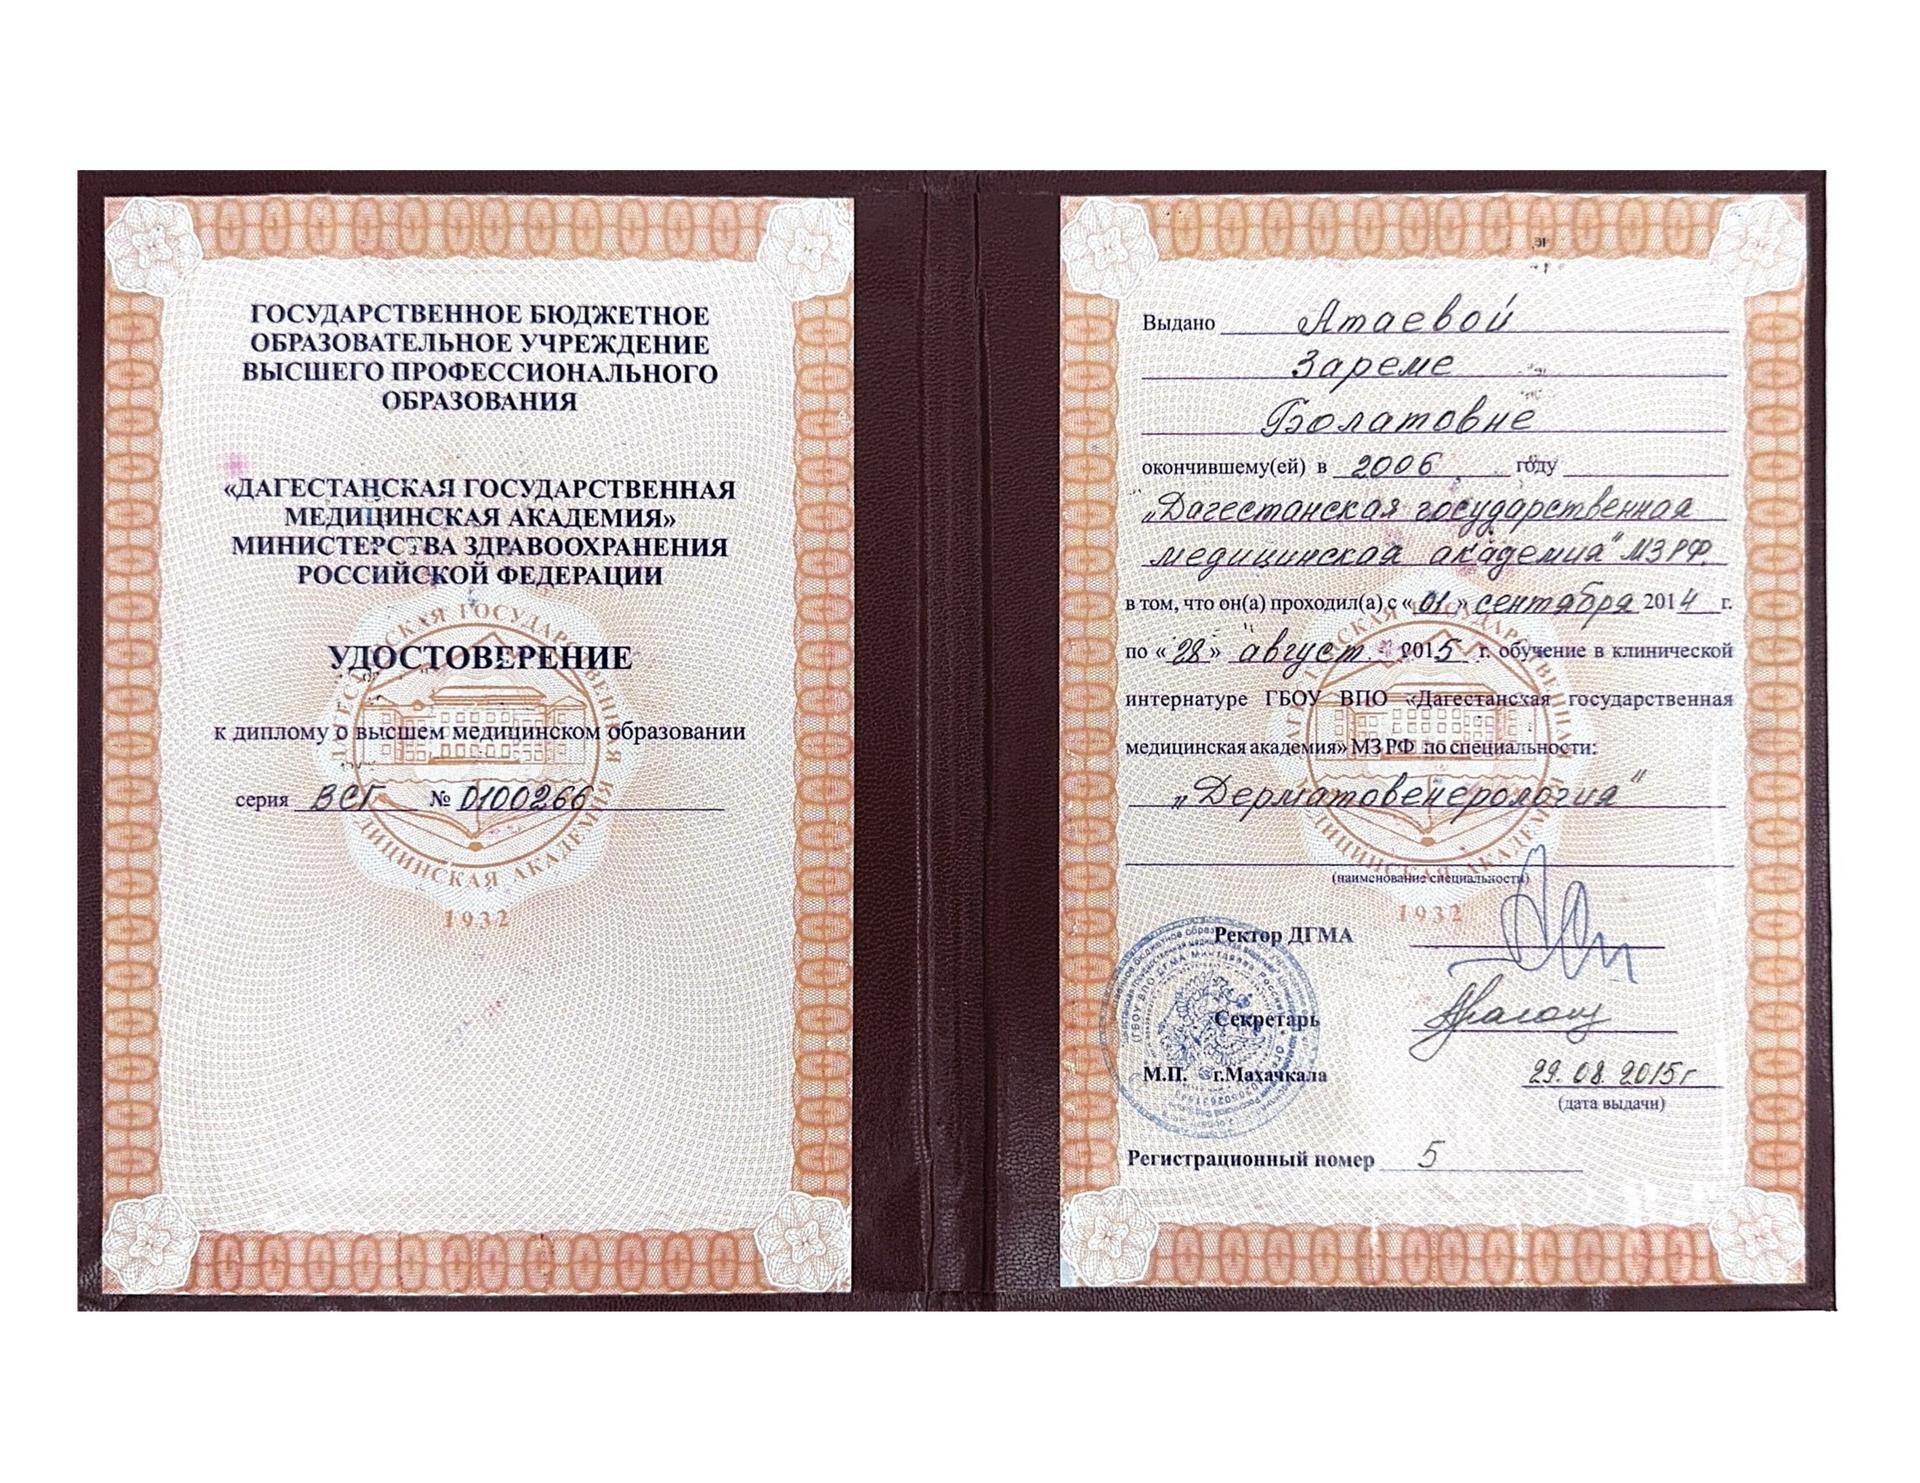 ГОСУДАРСТВЕННОЕ БЮДЖЕТНОЕ
ОБРАЗОВАТЕЛЬНОЕ УЧРЕЖДЕНИЕ
ВЫСШЕГО ПРОФЕССИОНАЛЬНОГО
ОБРАЗОВАНИЯ
«ДАГЕСТАНСКАЯ ГОСУДАРСТВЕННАЯ
МЕДИЦИНСКАЯ АКАДЕМИЯ»
МИНИСТЕРСТВА ЗДРАВООХРАНЕНИЯ
РОССИЙСКОЙ ФЕДЕРАЦИИ
УДОСТОВЕРЕНИЕ
к диплому о высшем медицинском образовании
серия ВСГ № 0100266
1932
Выдано Атаевой
Зареме
Болатовне
окончившему(ей) в 2006 году
"Дагестанская государственная
медицинская академия" МЗ РФ.
в том, что он(а) проходил(а) с «01» сентября 2014 г.
по «28» август 2015 г. обучение в клинической
интернатуре ГБОУ ВПО «Дагестанская государственная
медицинская академия» МЗ РФ по специальности:
"Дерматовенерология"
(наименование специальности)
1932
Ректор ДГМА
Секретарь
М.П. г.Махачкала
29.08.2015г
(дата выдачи)
Регистрационный номер 5